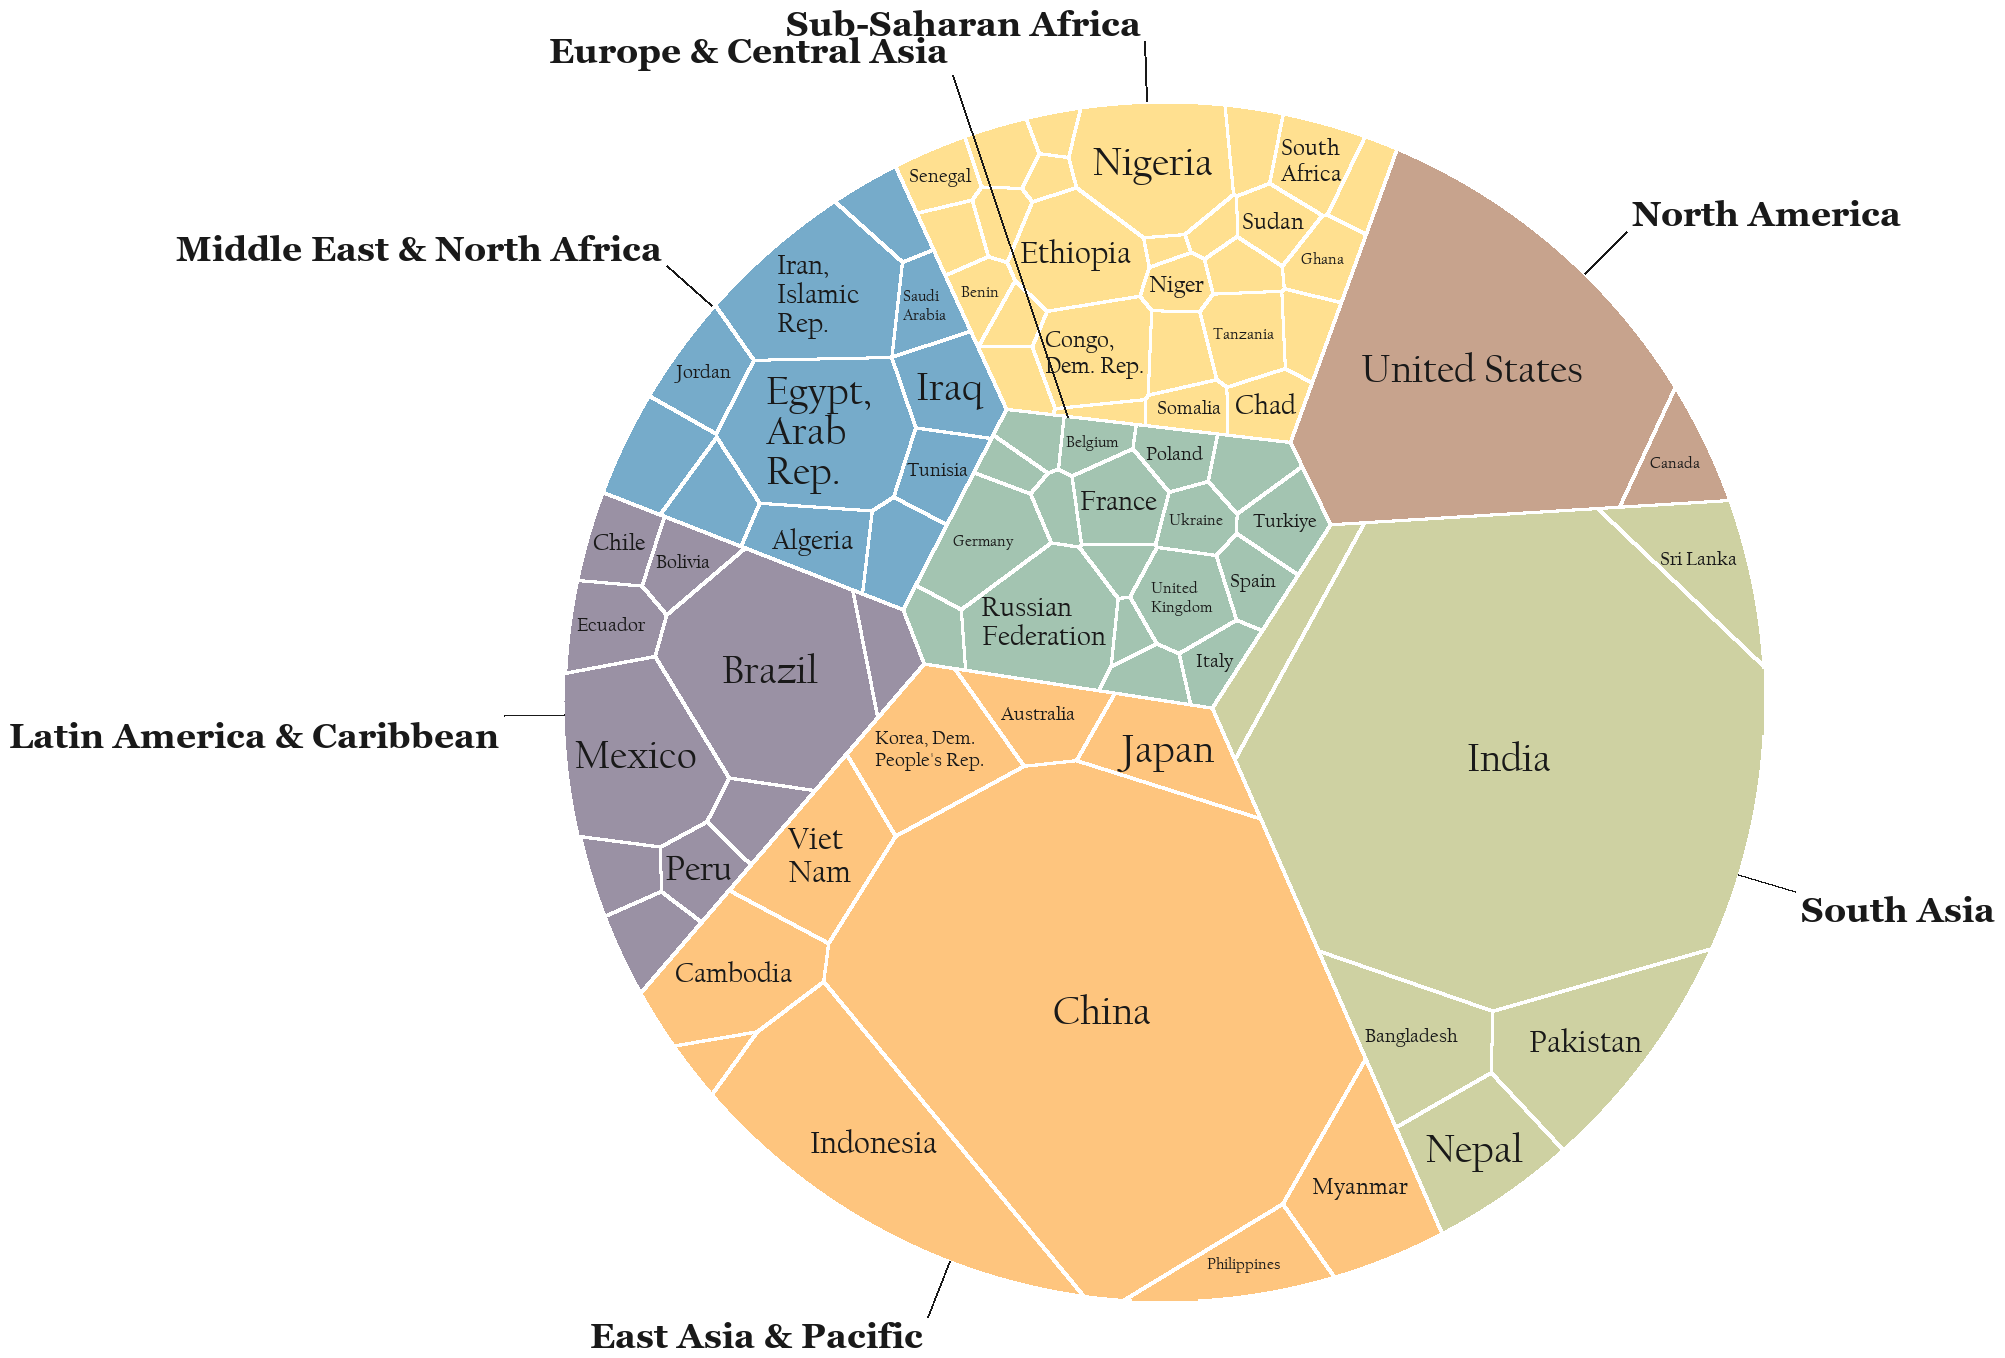 Sub-Saharan Africa
Europe & Central Asia
Nigeria
South
Africa
Senegal
North America
Sudan
Middle East & North Africa
Ethiopia
Ghana
Iran,
Islamic
Rep.
Saudi
Arabia
Benin
Niger
Congo,
Dem. Rep.
Tanzania
United States
Jordan
Egypt,
Arab
Rep.
Iraq
Somalia
Chad
Belgium
Poland
Canada
Tunisia
France
Ukraine
Turkiye
Algeria
Germany
Chile
Bolivia
Sri Lanka
Spain
United
Kingdom
Russian
Federation
Ecuador
Italy
Brazil
Australia
Latin America & Caribbean
Mexico
Korea, Dem.
People's Rep.
Japan
India
Viet
Nam
Peru
South Asia
Cambodia
China
Bangladesh
Pakistan
Indonesia
Nepal
Myanmar
Philippines
East Asia & Pacific